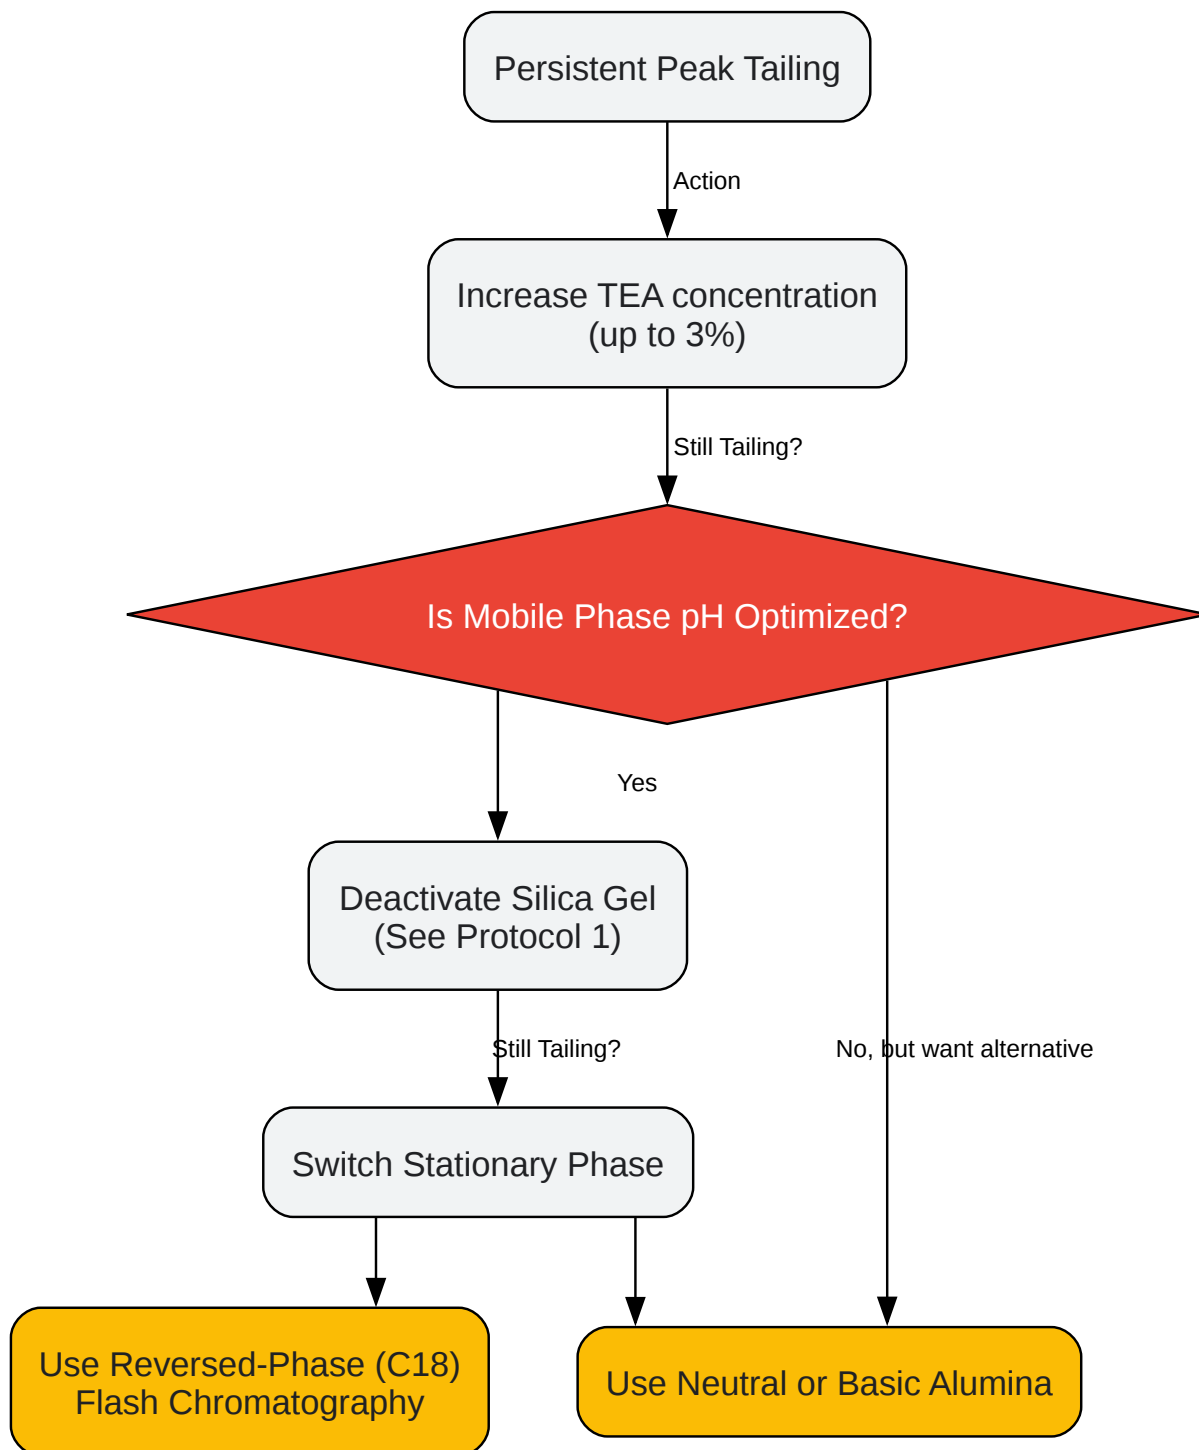 Persistent Peak Tailing
Action
Increase TEA concentration
(up to 3%)
Still Tailing?
Is Mobile Phase pH Optimized?
Yes
Deactivate Silica Gel
(See Protocol 1)
Still Tailing?
No, but want alternative
Switch Stationary Phase
Use Reversed-Phase (C18)
Flash Chromatography
Use Neutral or Basic Alumina